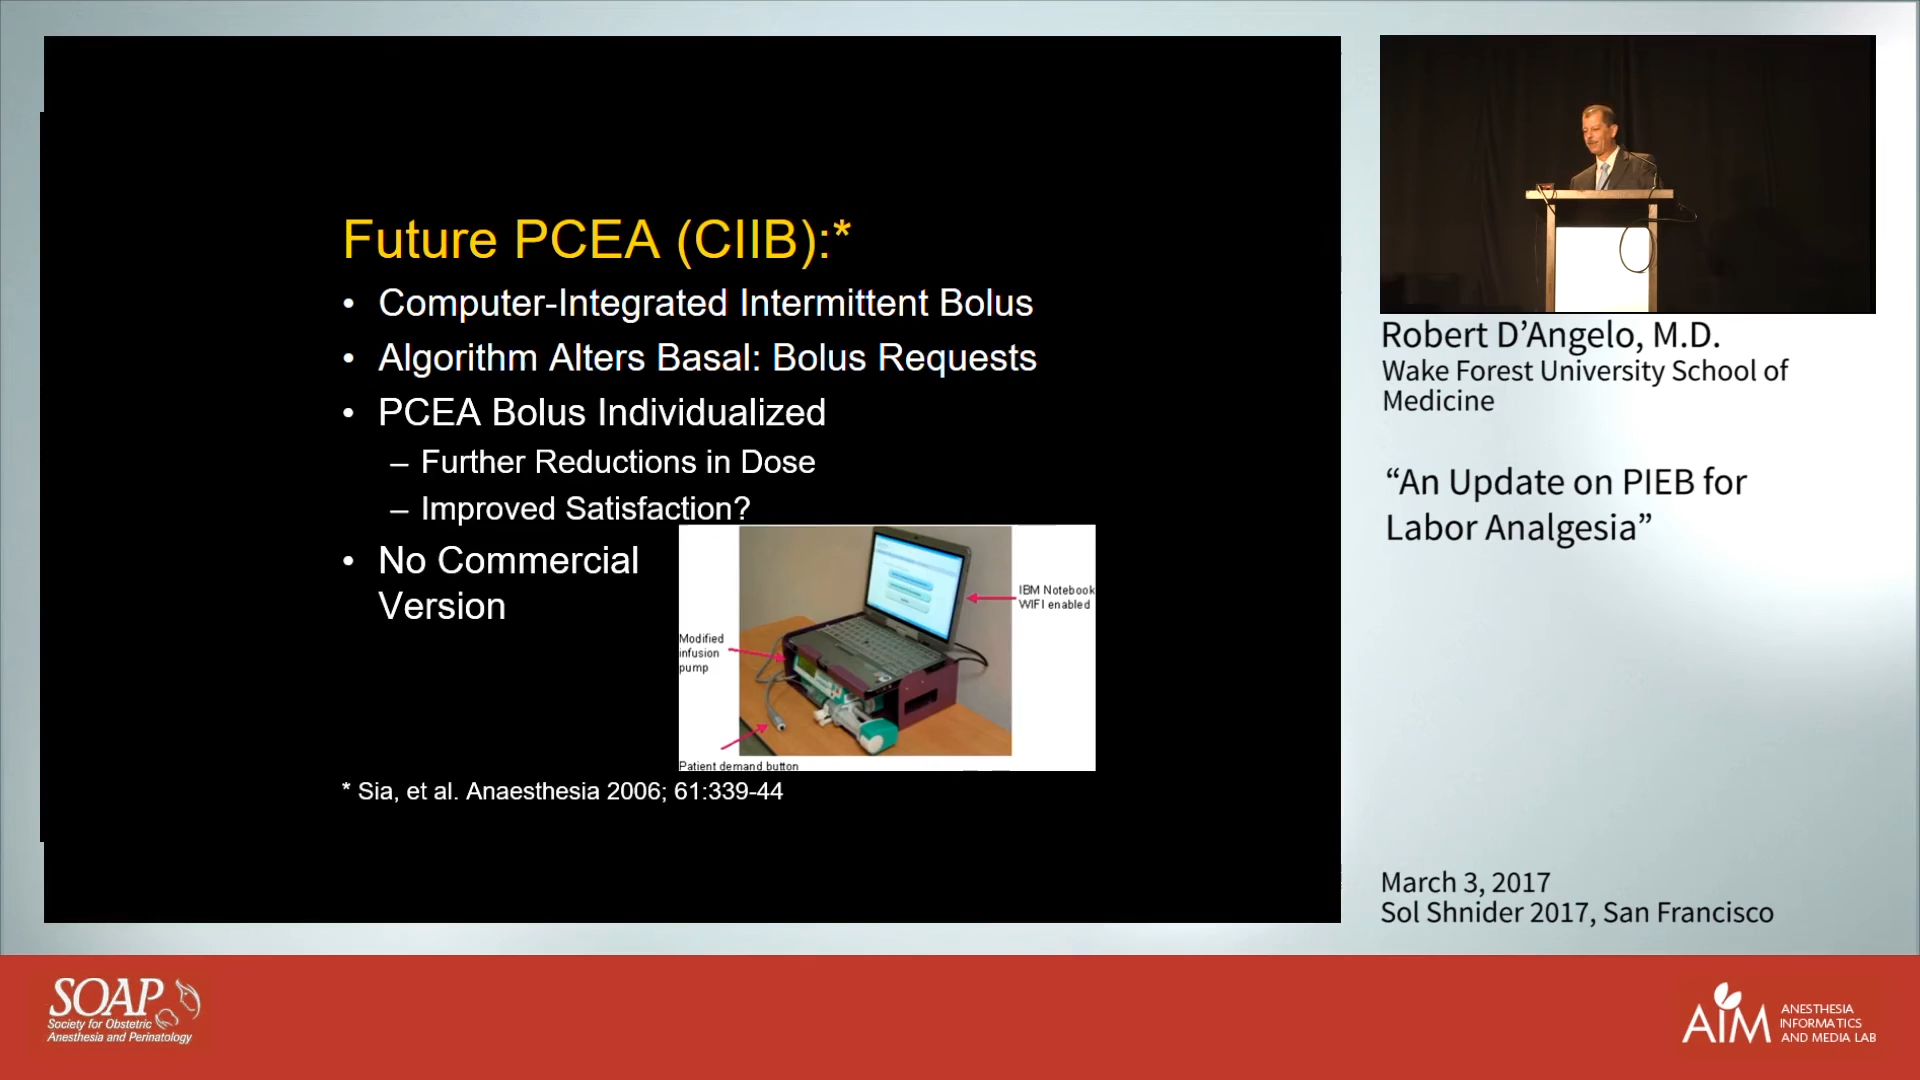 Future PCEA (CIIB):*
• Computer-Integrated Intermittent Bolus
• Algorithm Alters Basal: Bolus Requests
• PCEA Bolus Individualized
– Further Reductions in Dose
– Improved Satisfaction?
• No Commercial
Version
IBM Notebook
WIFI enabled
Modified
infusion
pump
Patient demand button
* Sia, et al. Anaesthesia 2006; 61:339-44
Robert D’Angelo, M.D.
Wake Forest University School of
Medicine
“An Update on PIEB for
Labor Analgesia”
March 3, 2017
Sol Shnider 2017, San Francisco
SOAP
Society for Obstetric
Anesthesia and Perinatology
AIM
ANESTHESIA
INFORMATICS
AND MEDIA LAB